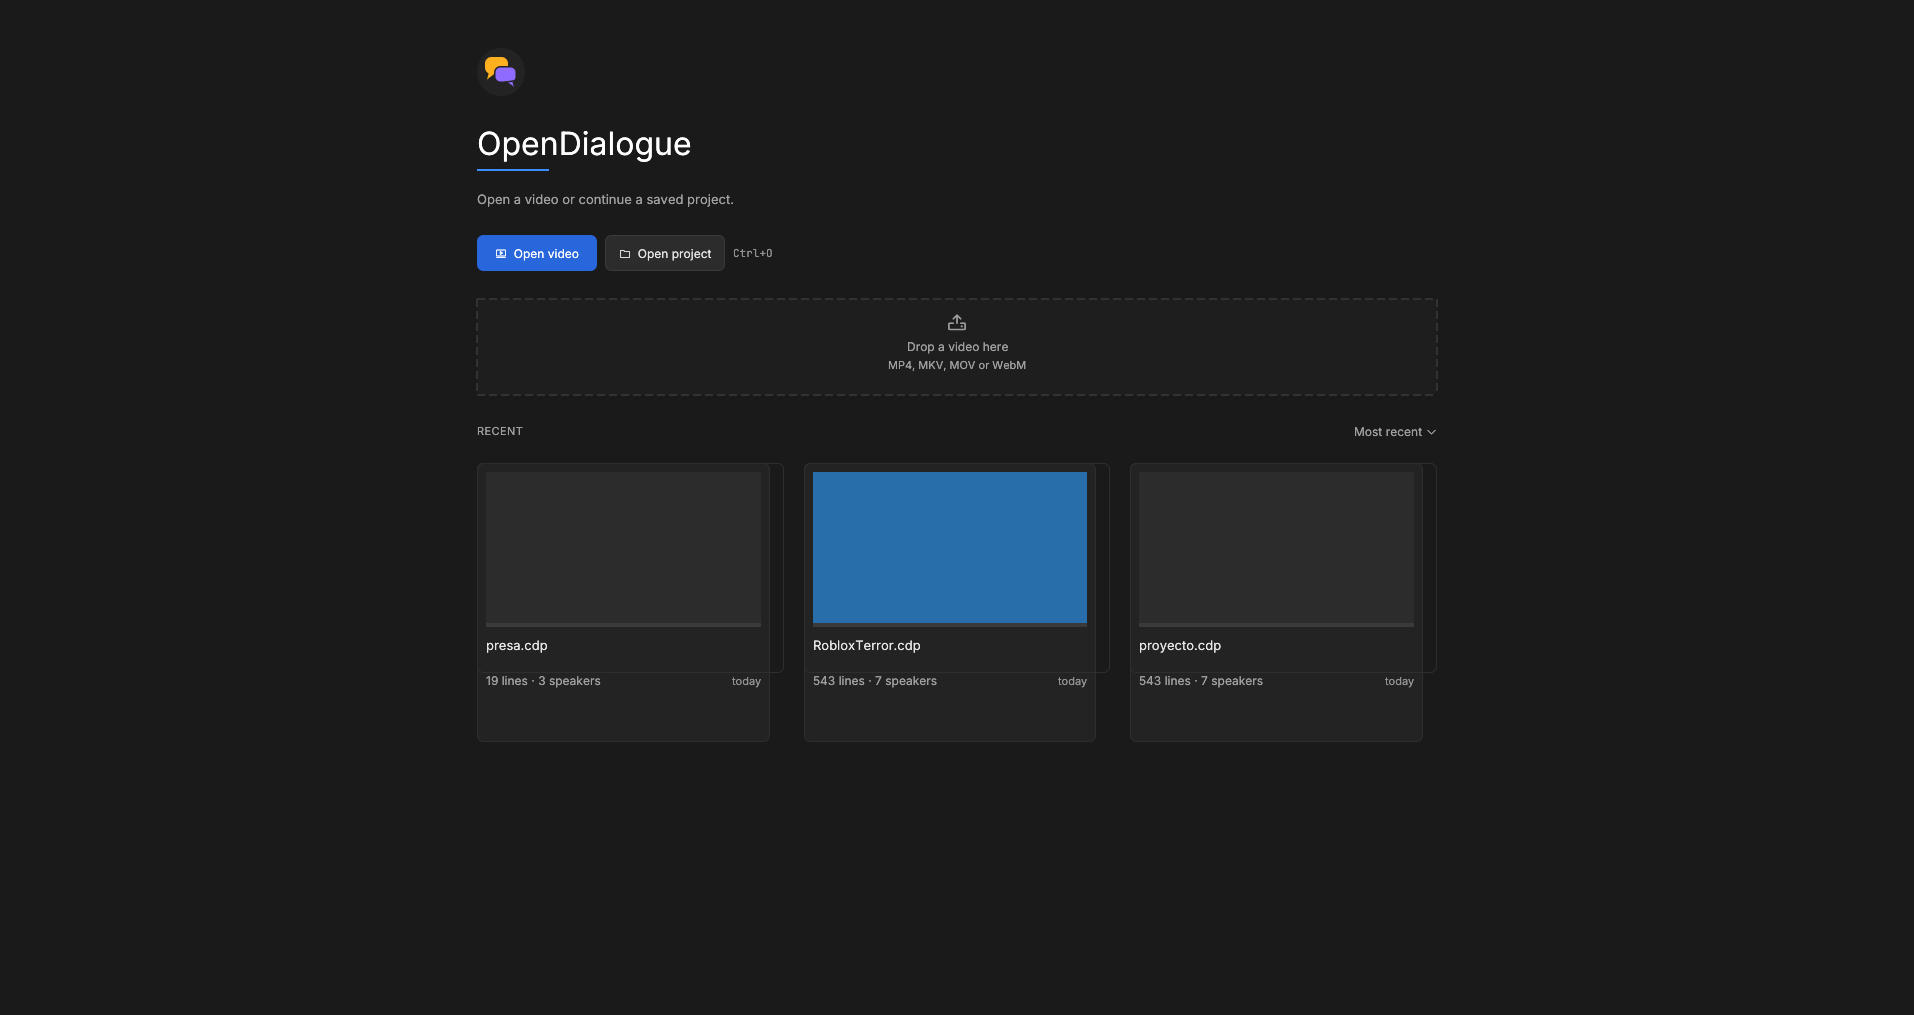 OpenDialogue
Open a video or continue a saved project.
Open video
Open project
Ctrl+O
Drop a video here
MP4, MKV, MOV or WebM
RECENT
Most recent
presa.cdp
19 lines · 3 speakers
today
RobloxTerror.cdp
543 lines · 7 speakers
today
proyecto.cdp
543 lines · 7 speakers
today